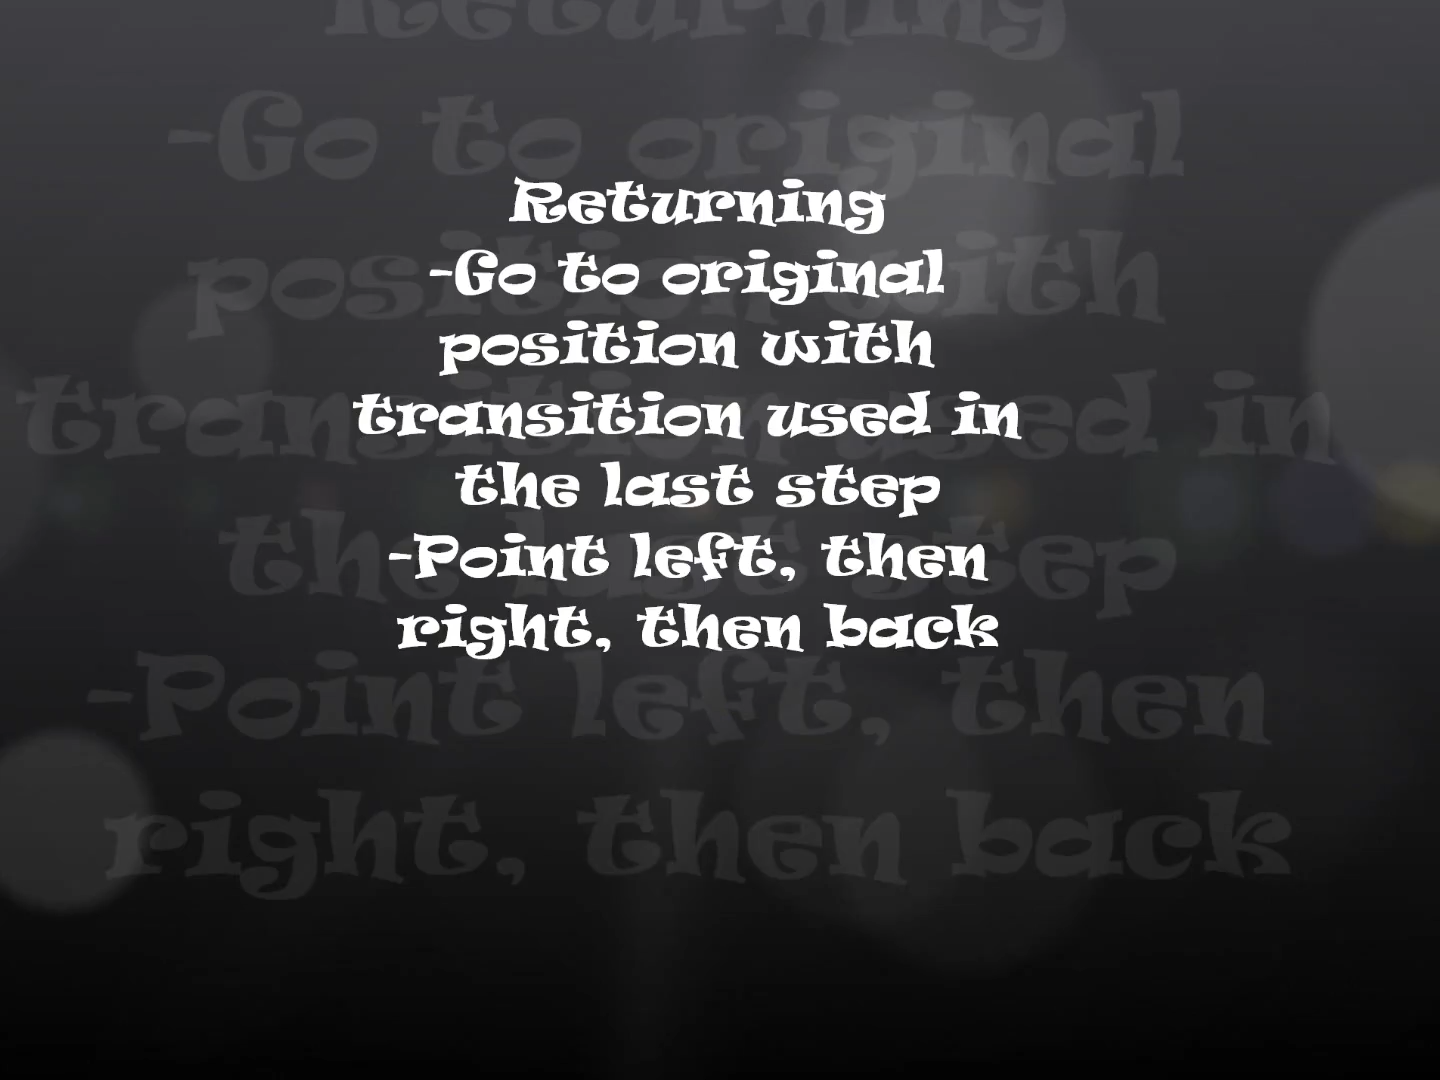 Returning
-Go to original
position with
transition used in
the last step
-Point left, then
right, then back